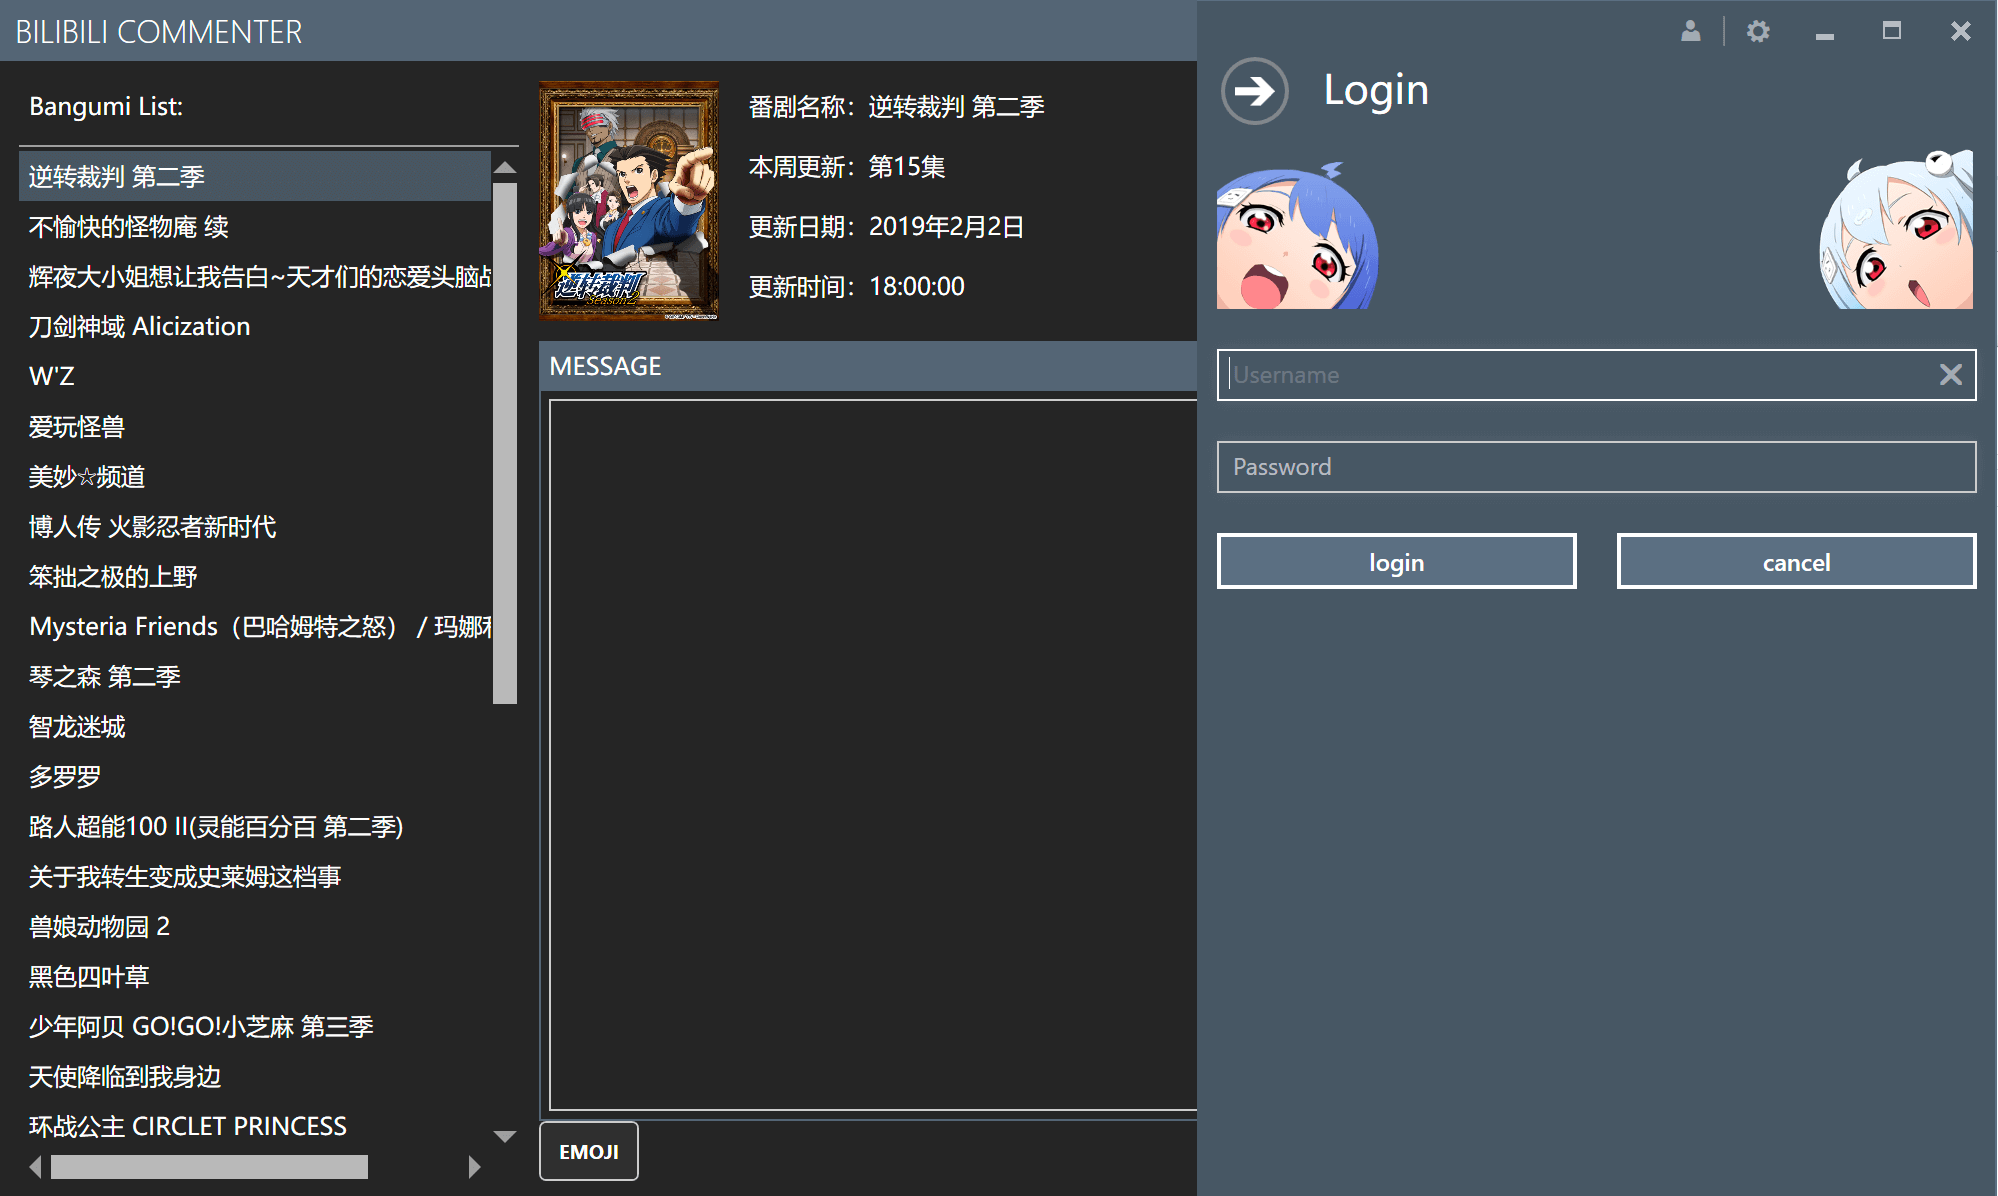 BILIBILI COMMENTER
Bangumi List:
逆转裁判 第二季
不愉快的怪物庵 续
辉夜大小姐想让我告白~天才们的恋爱头脑战
刀剑神域 Alicization
W'Z
爱玩怪兽
美妙☆频道
博人传 火影忍者新时代
笨拙之极的上野
Mysteria Friends（巴哈姆特之怒） / 玛娜利
琴之森 第二季
智龙迷城
多罗罗
路人超能100 II(灵能百分百 第二季)
关于我转生变成史莱姆这档事
兽娘动物园 2
黑色四叶草
少年阿贝 GO!GO!小芝麻 第三季
天使降临到我身边
环战公主 CIRCLET PRINCESS
逆转裁判
Season2
番剧名称：逆转裁判 第二季
本周更新：第15集
更新日期：2019年2月2日
更新时间：18:00:00
MESSAGE
EMOJI
Login
Username
Password
login
cancel